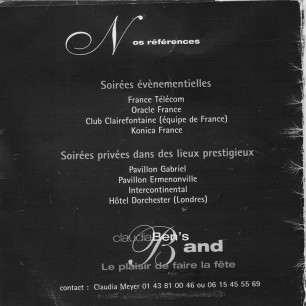 Nos références
Soirées évènementielles
France Télécom
Oracle France
Club Clairefontaine (équipe de France)
Konica France
Soirées privées dans des lieux prestigieux
Pavillon Gabriel
Pavillon Ermenonville
Intercontinental
Hôtel Dorchester (Londres)
claudiaBen's
Band
Le plaisir de faire la fête
contact : Claudia Meyer 01 43 81 00 46 ou 06 15 45 55 69